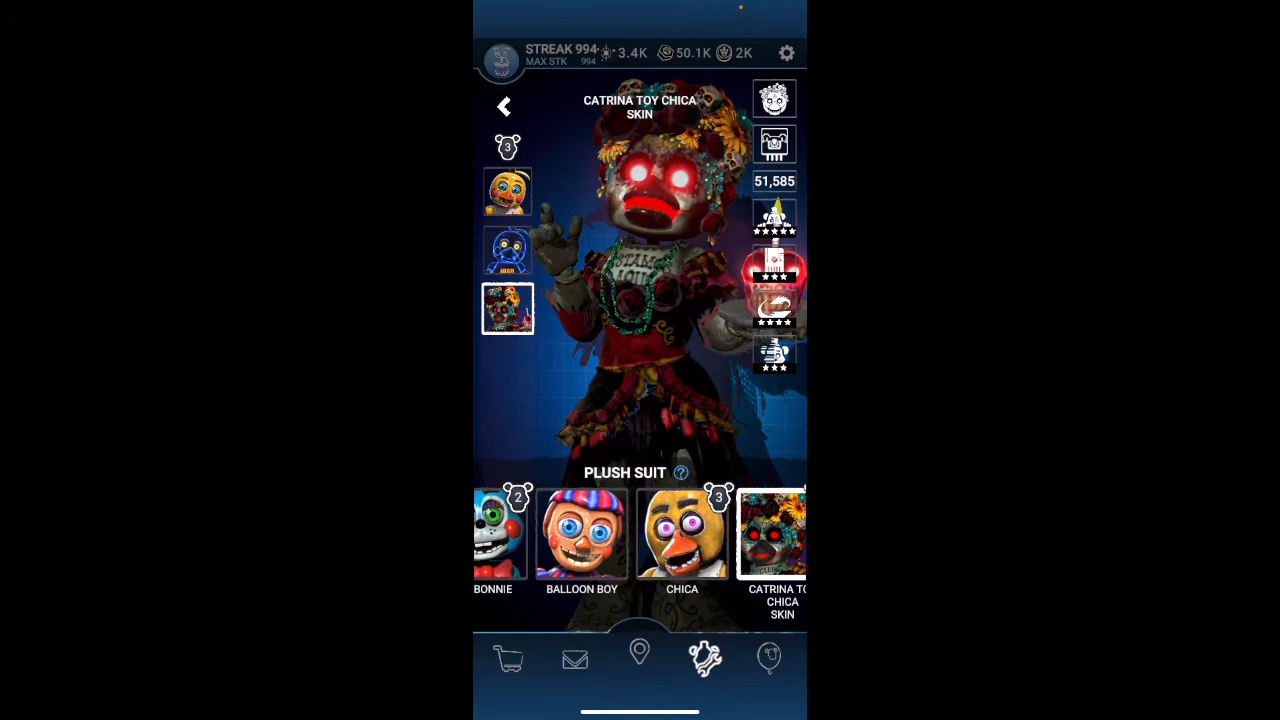 STREAK 994
3.4K
50.1K
2K
MAX STK 994
CATRINA TOY CHICA
SKIN
3
51,585
PLUSH SUIT ?
2
3
BONNIE
BALLOON BOY
CHICA
CATRINA TO
CHICA
SKIN